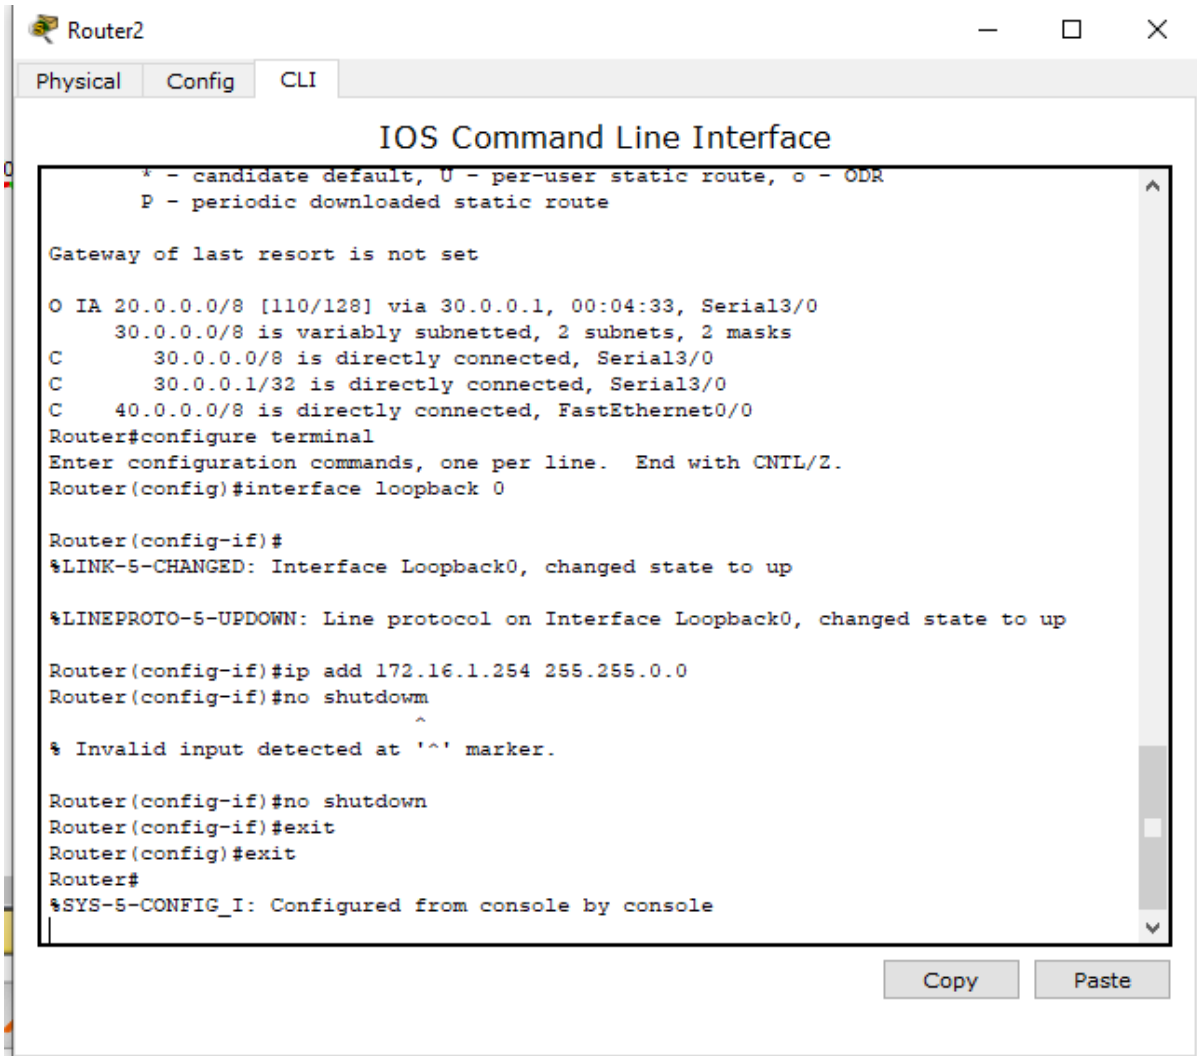 Router2
Physical Config CLI
IOS Command Line Interface
* - candidate default, U - per-user static route, o - ODR
P - periodic downloaded static route
Gateway of last resort is not set
O IA 20.0.0.0/8 [110/128] via 30.0.0.1, 00:04:33, Serial3/0
30.0.0.0/8 is variably subnetted, 2 subnets, 2 masks
C 30.0.0.0/8 is directly connected, Serial3/0
C 30.0.0.1/32 is directly connected, Serial3/0
C 40.0.0.0/8 is directly connected, FastEthernet0/0
Router#configure terminal
Enter configuration commands, one per line. End with CNTL/Z.
Router(config)#interface loopback 0
Router(config-if)#
%LINK-5-CHANGED: Interface Loopback0, changed state to up
%LINEPROTO-5-UPDOWN: Line protocol on Interface Loopback0, changed state to up
Router(config-if)#ip add 172.16.1.254 255.255.0.0
Router(config-if)#no shutdowm
^
% Invalid input detected at '^' marker.
Router(config-if)#no shutdown
Router(config-if)#exit
Router(config)#exit
Router#
%SYS-5-CONFIG_I: Configured from console by console
Copy Paste